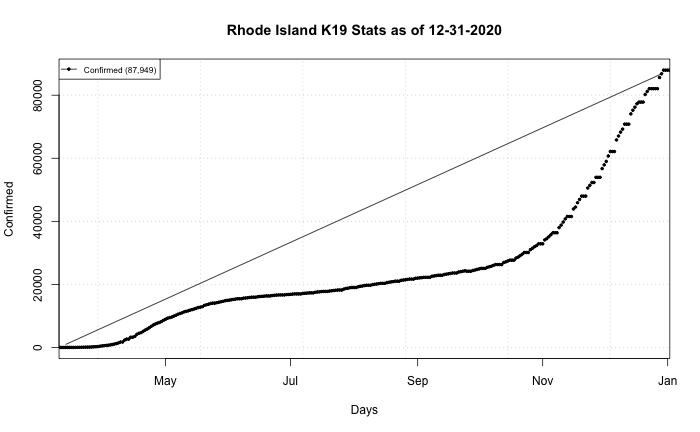 Rhode Island K19 Stats as of 12-31-2020
Confirmed (87,949)
Confirmed
80000
60000
40000
20000
0
May Jul Sep Nov Jan
Days